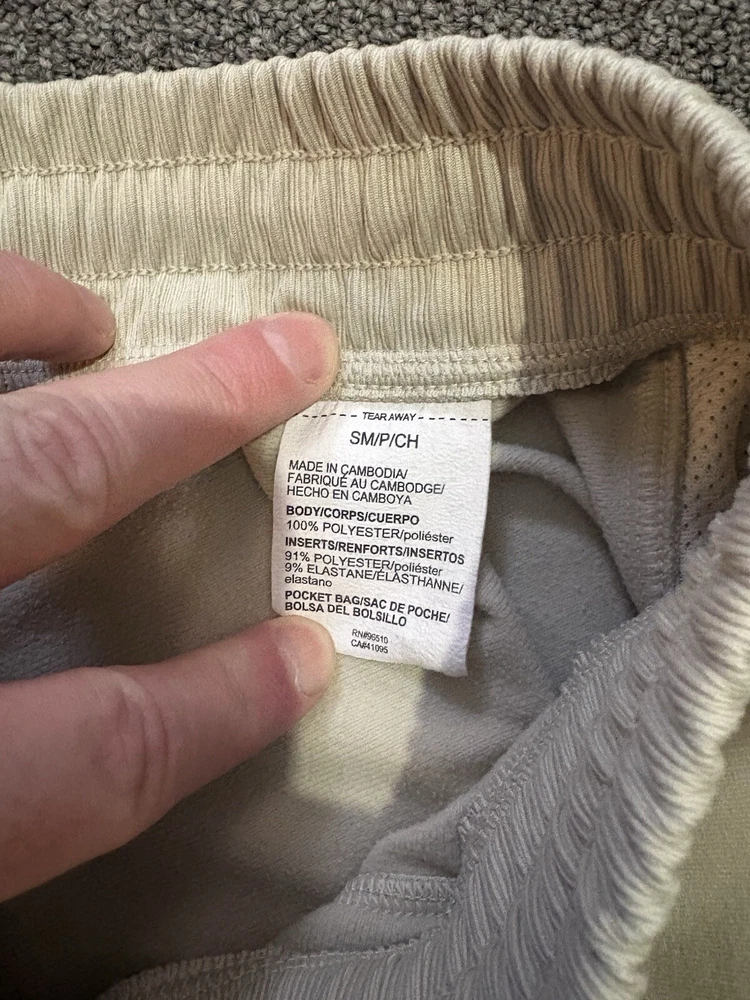 TEAR AWAY
SM/P/CH
MADE IN CAMBODIA/
FABRIQUÉ AU CAMBODGE/
HECHO EN CAMBOYA
BODY/CORPS/CUERPO
100% POLYESTER/poliéster
INSERTS/RENFORTS/INSERTOS
91% POLYESTER/poliéster
9% ELASTANE/ÉLASTHANNE/
elastano
POCKET BAG/SAC DE POCHE/
BOLSA DEL BOLSILLO
RN#96510
CA#41095